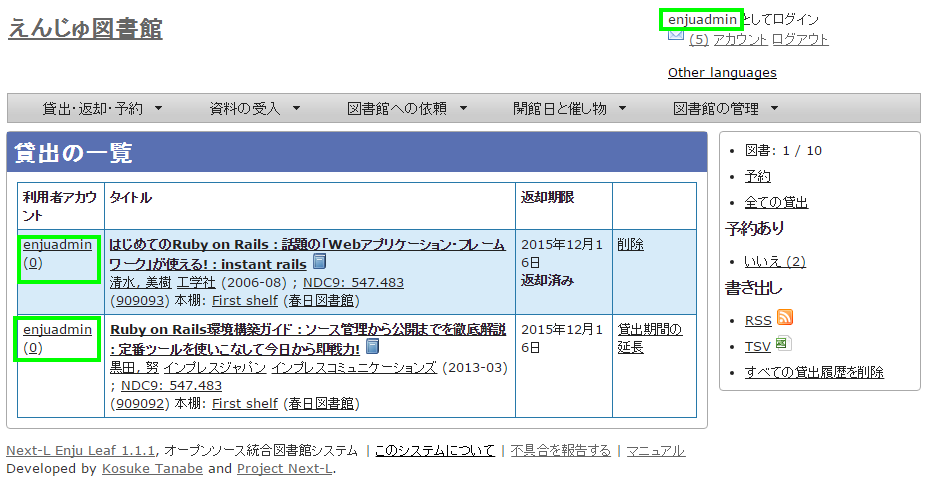 えんじゅ図書館
enjuadmin としてログイン
(5) アカウント ログアウト
Other languages
貸出・返却・予約 ▼ 資料の受入 ▼ 図書館への依頼 ▼ 開館日と催し物 ▼ 図書館の管理 ▼
貸出の一覧
利用者アカウント タイトル 返却期限
enjuadmin
(0)
はじめてのRuby on Rails : 話題の「Webアプリケーション・フレーム
ワーク」が使える! : instant rails
清水, 美樹 工学社 (2006-08) ; NDC9: 547.483
(909093) 本棚: First shelf (春日図書館)
2015年12月1
6日
返却済み
削除
enjuadmin
(0)
Ruby on Rails環境構築ガイド : ソース管理から公開までを徹底解説
: 定番ツールを使いこなして今日から即戦力!
黒田, 努 インプレスジャパン インプレスコミュニケーションズ (2013-03)
; NDC9: 547.483
(909092) 本棚: First shelf (春日図書館)
2015年12月1
6日
貸出期間の
延長
図書: 1 / 10
予約
全ての貸出
予約あり
いいえ (2)
書き出し
RSS
TSV
すべての貸出履歴を削除
Next-L Enju Leaf 1.1.1, オープンソース統合図書館システム | このシステムについて | 不具合を報告する | マニュアル
Developed by Kosuke Tanabe and Project Next-L.